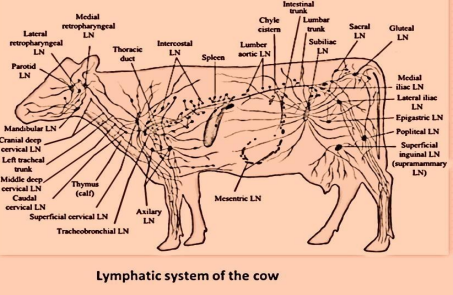 Medial
retropharyngeal
LN
Lateral
retropharyngeal
LN
Parotid
LN
Thoracic
duct
Intercostal
LN
Spleen
Lumber
aortic LN
Chyle
cistern
Intestinal
trunk
Lumbar
trunk
Subiliac
LN
Sacral
LN
Gluteal
LN
Medial
iliac LN
Lateral iliac
LN
Epigastric LN
Popliteal LN
Superficial
inguinal LN
(supramammary
LN)
Mandibular LN
Cranial deep
cervical LN
Left tracheal
trunk
Middle deep
cervical LN
Caudal
cervical LN
Thymus
(calf)
Superficial cervical LN
Tracheobronchial LN
Axilary
LN
Mesentric LN
Lymphatic system of the cow